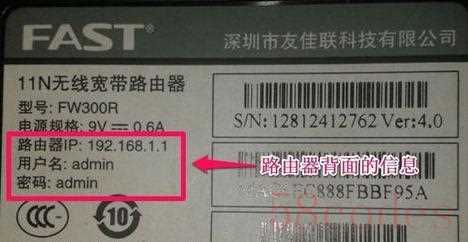 FAST®
深圳市友佳联科技有限公司
11N无线宽带路由器
型号: FW300R
电源规格: 9V 0.6A
路由器IP: 192.168.1.1
用户名: admin
密码: admin
S/N: 12812412762 Ver:4.0
路由器背面的信息
CCC
10